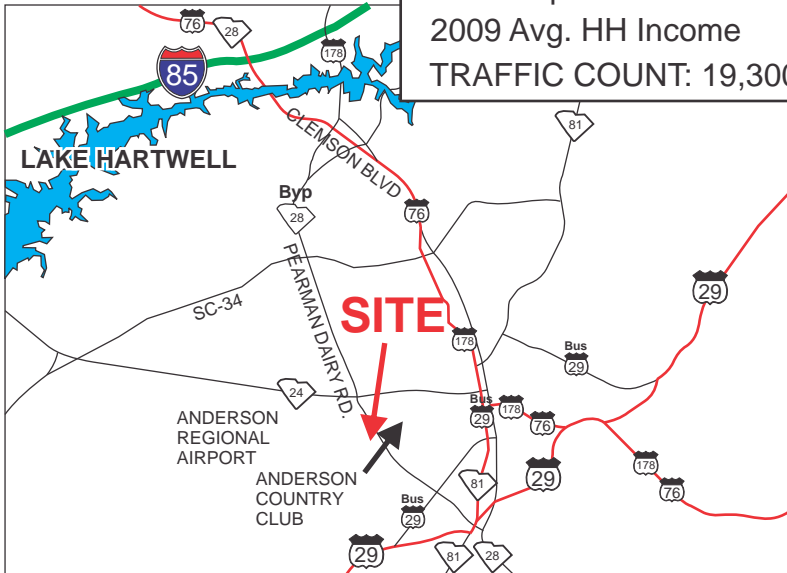 2009 Avg. HH Income
TRAFFIC COUNT: 19,300
76
28
178
85
81
CLEMSON BLVD
LAKE HARTWELL
Byp
28
76
PEARMAN DAIRY RD.
29
SC-34
SITE
178
Bus
29
24
Bus
29
178
76
ANDERSON
REGIONAL
AIRPORT
ANDERSON
COUNTRY
CLUB
178
76
29
81
Bus
29
29
81
28